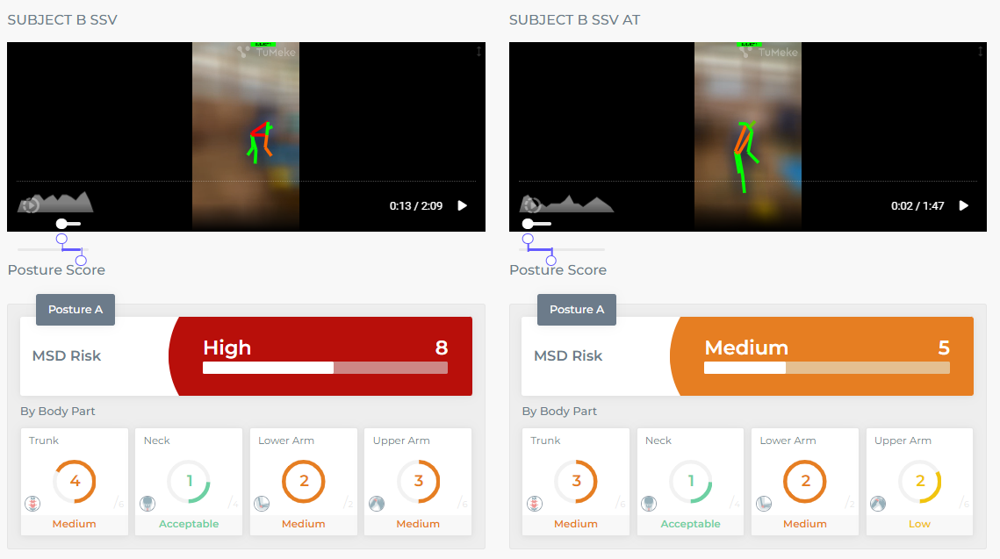 SUBJECT B SSV
TuMeke
0:13 / 2:09
Posture Score
Posture A
MSD Risk
High
8
By Body Part
Trunk
4
/6
Medium
Neck
1
/4
Acceptable
Lower Arm
2
/2
Medium
Upper Arm
3
/6
Medium
SUBJECT B SSV AT
TuMeke
0:02 / 1:47
Posture Score
Posture A
MSD Risk
Medium
5
By Body Part
Trunk
3
/6
Medium
Neck
1
/4
Acceptable
Lower Arm
2
/2
Medium
Upper Arm
2
/6
Low